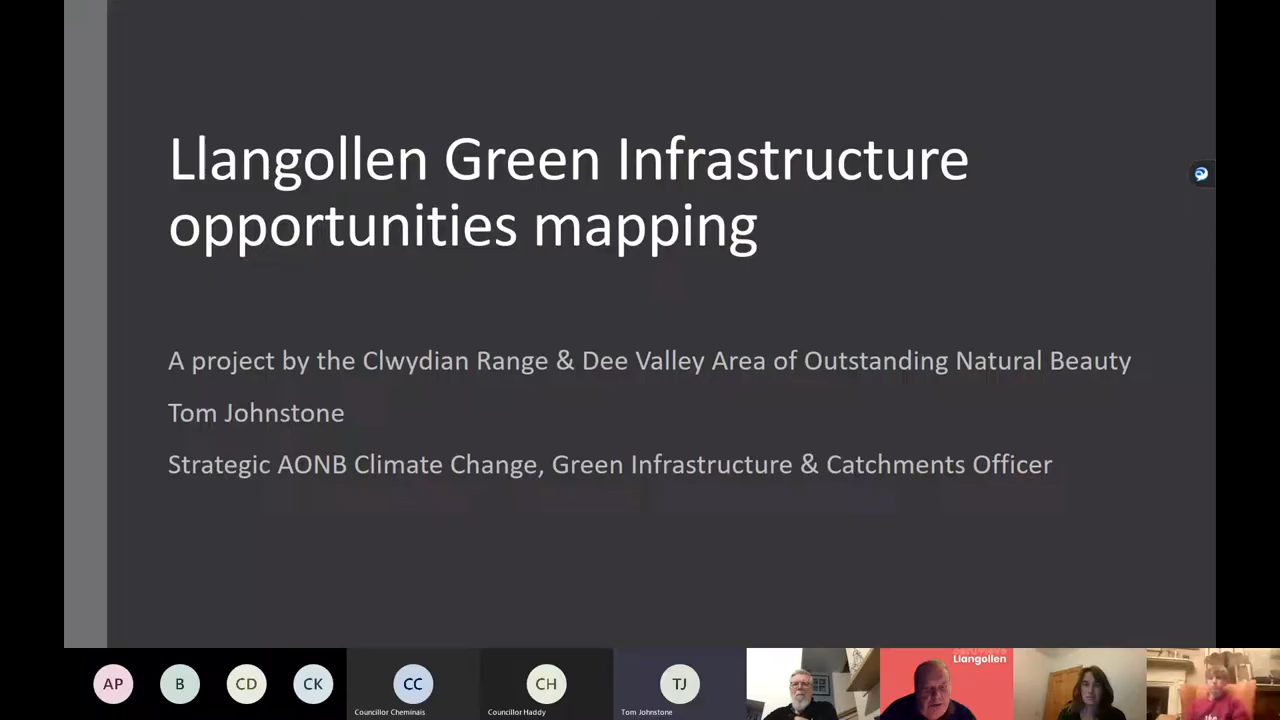 Llangollen Green Infrastructure
opportunities mapping
A project by the Clwydian Range & Dee Valley Area of Outstanding Natural Beauty
Tom Johnstone
Strategic AONB Climate Change, Green Infrastructure & Catchments Officer
AP
B
CD
CK
CC
CH
TJ
Llangollen
Councillor Cheminais
Councillor Haddy
Tom Johnstone